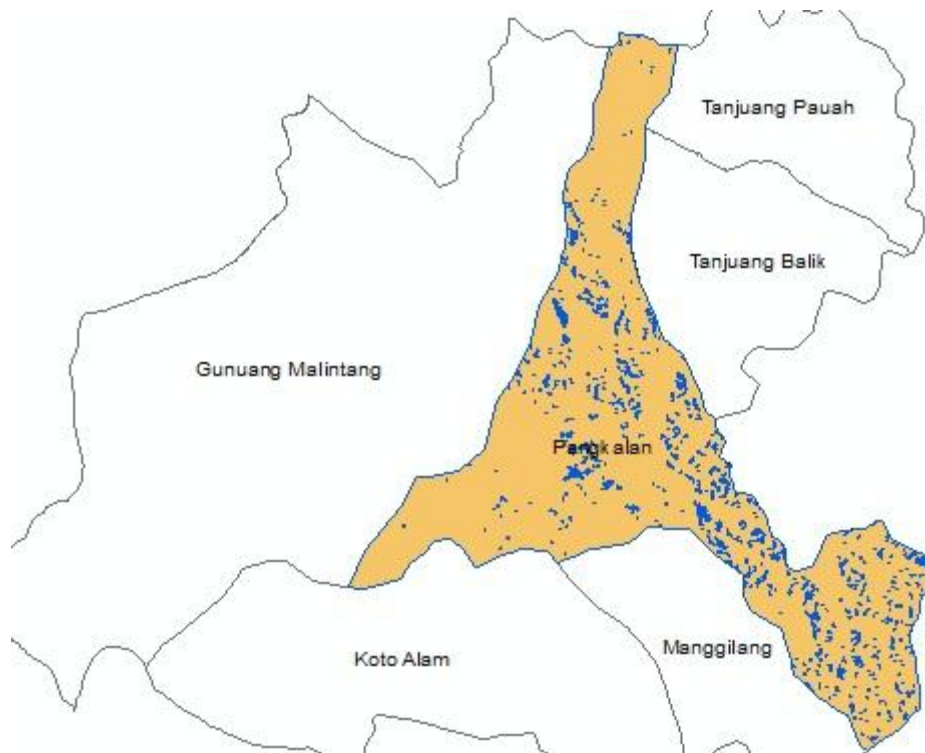 Tanjuang Pauah
Tanjuang Balik
Gunuang Malintang
Pangkalan
Manggilang
Koto Alam